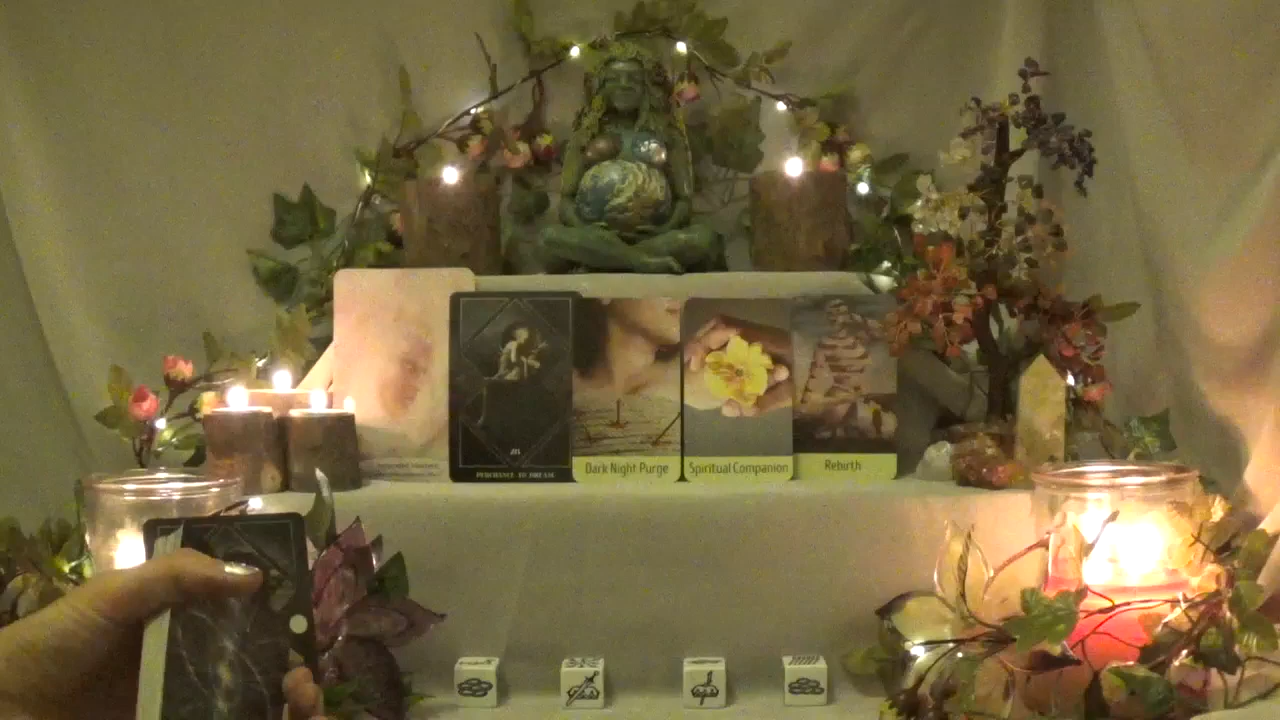 PERCHANCE TO DREAM
Dark Night Purge
Spiritual Companion
Rebirth